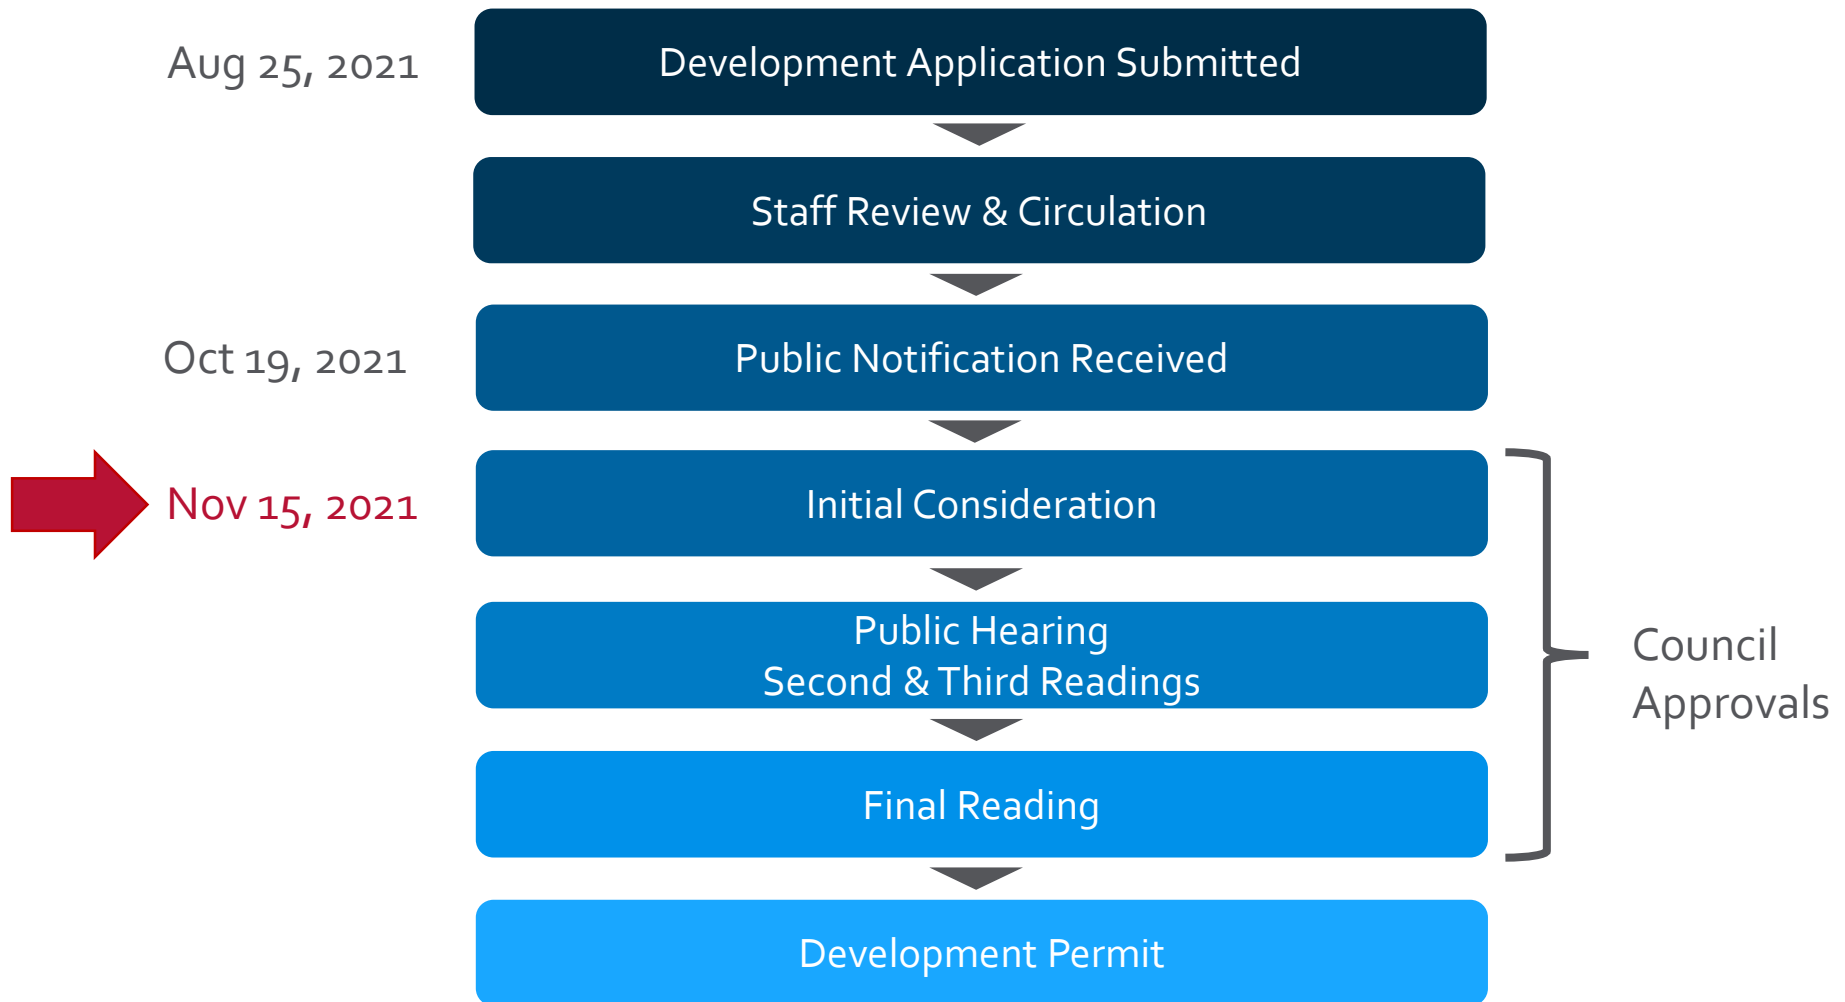 Aug 25, 2021
Development Application Submitted
Staff Review & Circulation
Oct 19, 2021
Public Notification Received
Nov 15, 2021
Initial Consideration
Public Hearing
Second & Third Readings
Council
Approvals
Final Reading
Development Permit